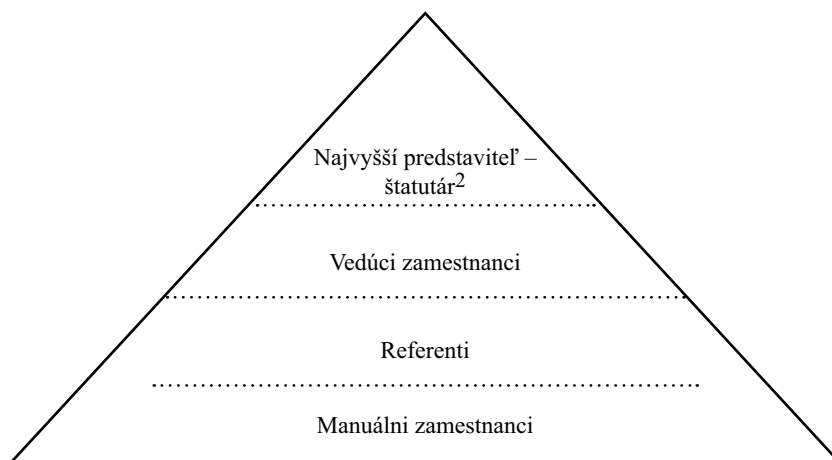 Najvyšší predstaviteľ –
štatutár2
Vedúci zamestnanci
Referenti
Manuálni zamestnanci